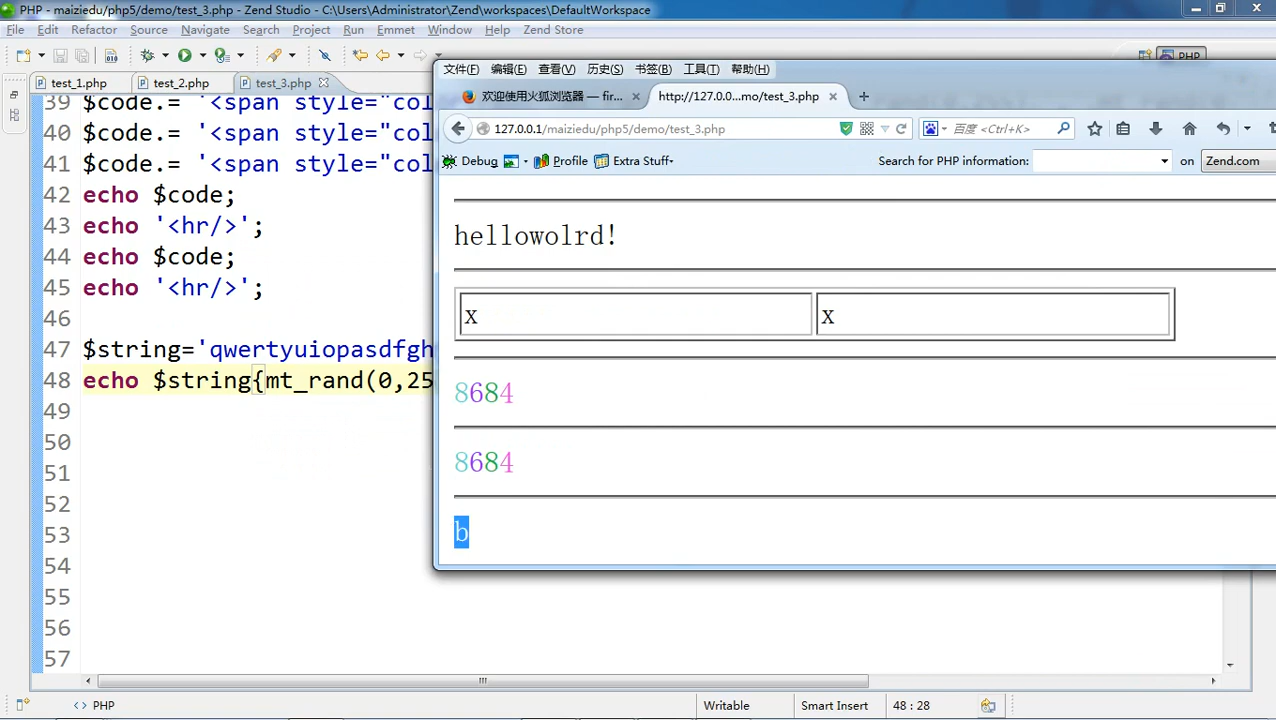 PHP - maiziedu/php5/demo/test_3.php - Zend Studio - C:\Users\Administrator\Zend\workspaces\DefaultWorkspace
File Edit Refactor Source Navigate Search Project Run Emmet Window Help Zend Store
PHP
test_1.php test_2.php test_3.php
39 $code.= '<span style="col
40 $code.= '<span style="col
41 $code.= '<span style="col
42 echo $code;
43 echo '<hr/>';
44 echo $code;
45 echo '<hr/>';
46
47 $string='qwertyuiopasdfgh
48 echo $string{mt_rand(0,25
49
50
51
52
53
54
55
56
57
文件(F) 编辑(E) 查看(V) 历史(S) 书签(B) 工具(T) 帮助(H)
欢迎使用火狐浏览器 — fir... http://127.0.0...mo/test_3.php
127.0.0.1/maiziedu/php5/demo/test_3.php 百度 <Ctrl+K>
Debug Profile Extra Stuff Search for PHP information: on Zend.com
hellowolrd!
x x
8684
8684
b
PHP Writable Smart Insert 48 : 28